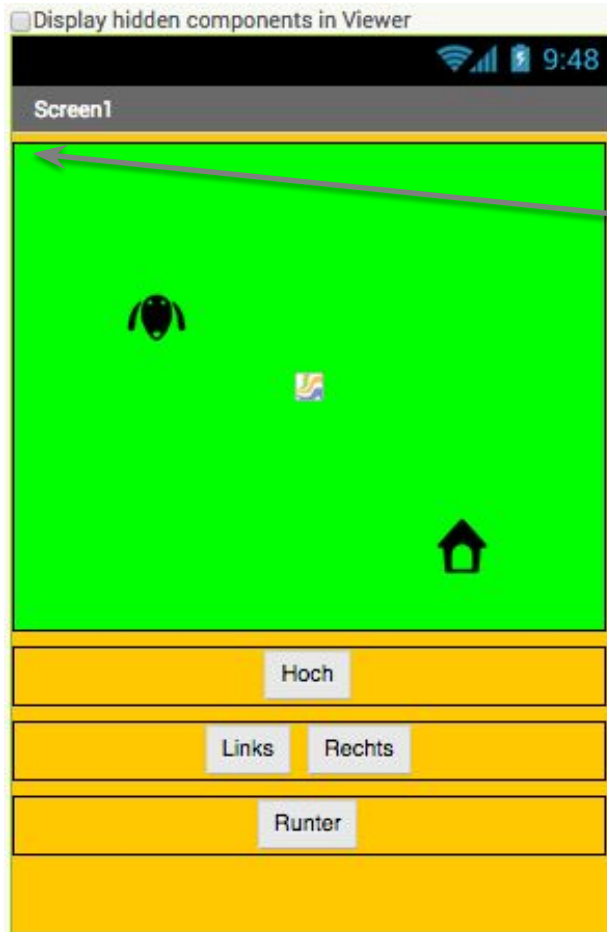 Display hidden components in Viewer
9:48
Screen1
Hoch
Links Rechts
Runter